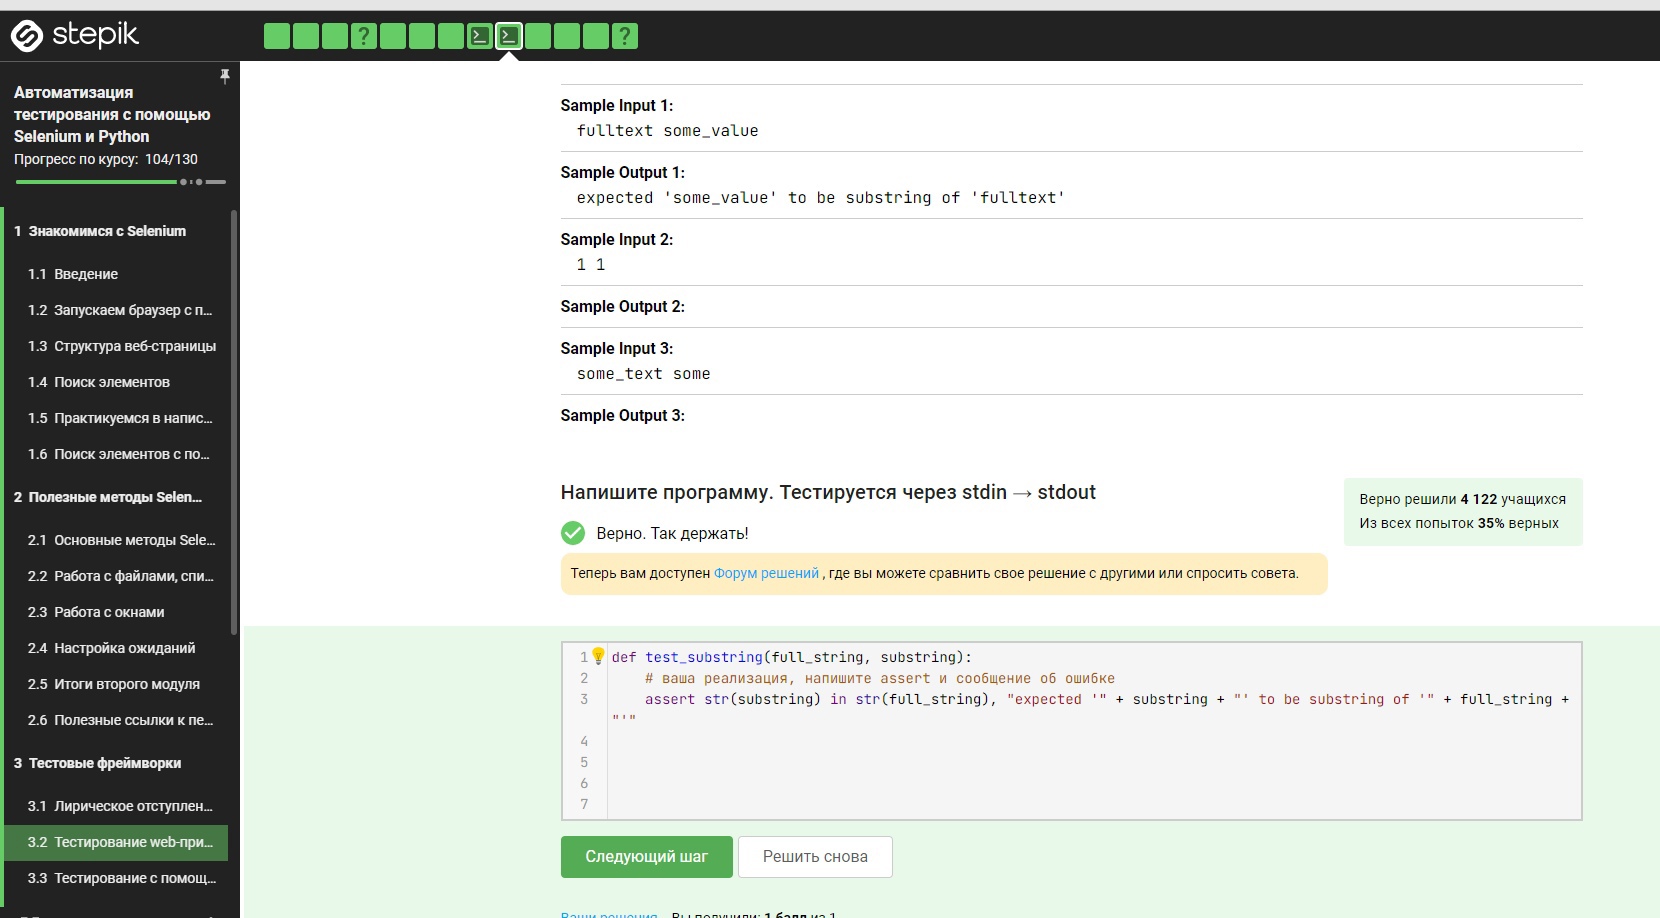 stepik
?
?
Автоматизация
тестирования с помощью
Selenium и Python
Прогресс по курсу: 104/130
1 Знакомимся с Selenium
1.1 Введение
1.2 Запускаем браузер с п...
1.3 Структура веб-страницы
1.4 Поиск элементов
1.5 Практикуемся в напис...
1.6 Поиск элементов с по...
2 Полезные методы Selen...
2.1 Основные методы Sele...
2.2 Работа с файлами, спи...
2.3 Работа с окнами
2.4 Настройка ожиданий
2.5 Итоги второго модуля
2.6 Полезные ссылки к пе...
3 Тестовые фреймворки
3.1 Лирическое отступлен...
3.2 Тестирование web-при...
3.3 Тестирование с помощ...
Sample Input 1:
fulltext some_value
Sample Output 1:
expected 'some_value' to be substring of 'fulltext'
Sample Input 2:
1 1
Sample Output 2:
Sample Input 3:
some_text some
Sample Output 3:
Напишите программу. Тестируется через stdin → stdout
Верно. Так держать!
Теперь вам доступен Форум решений , где вы можете сравнить свое решение с другими или спросить совета.
Верно решили 4 122 учащихся
Из всех попыток 35% верных
1 def test_substring(full_string, substring):
2 # ваша реализация, напишите assert и сообщение об ошибке
3 assert str(substring) in str(full_string), "expected '" + substring + "' to be substring of '" + full_string +
"'"
4
5
6
7
Следующий шаг
Решить снова
Ваши решения Вы получили: 1 балл из 1